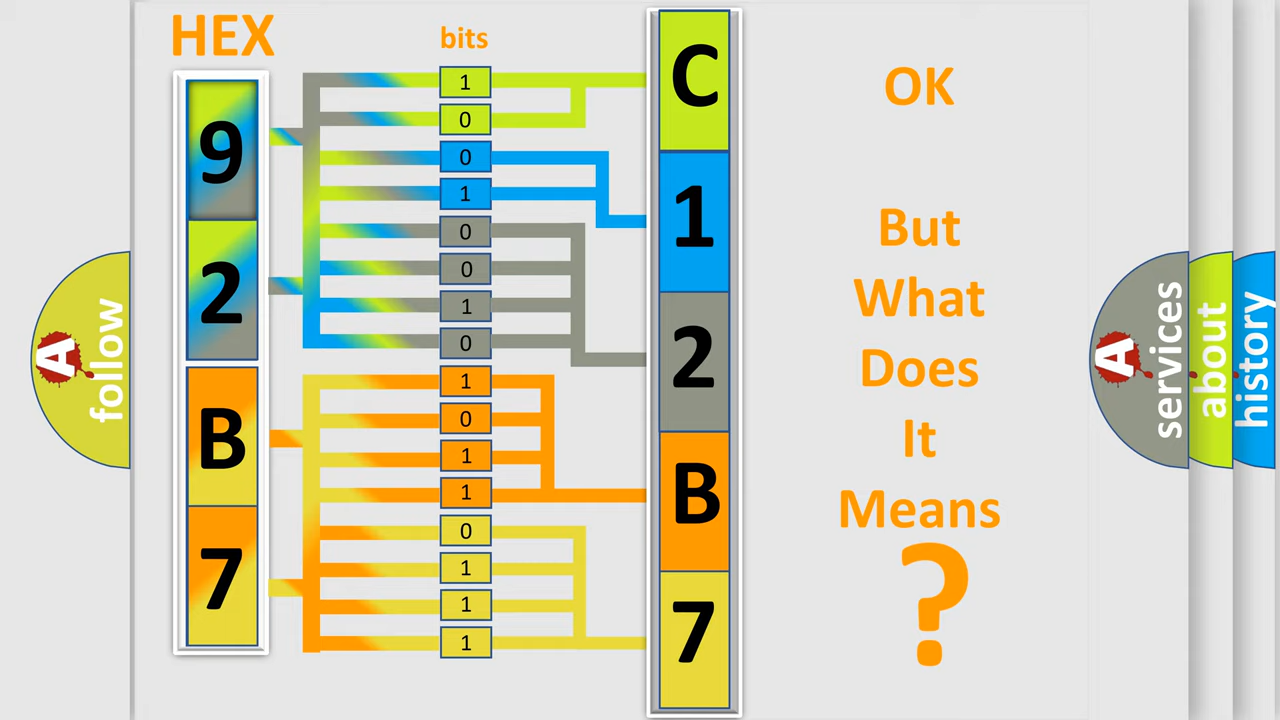 HEX
bits
9
2
B
7
1
0
0
1
0
0
1
0
1
0
1
1
0
1
1
1
C
1
2
B
7
OK
But
What
Does
It
Means
?
A
follow
A
services
about
history